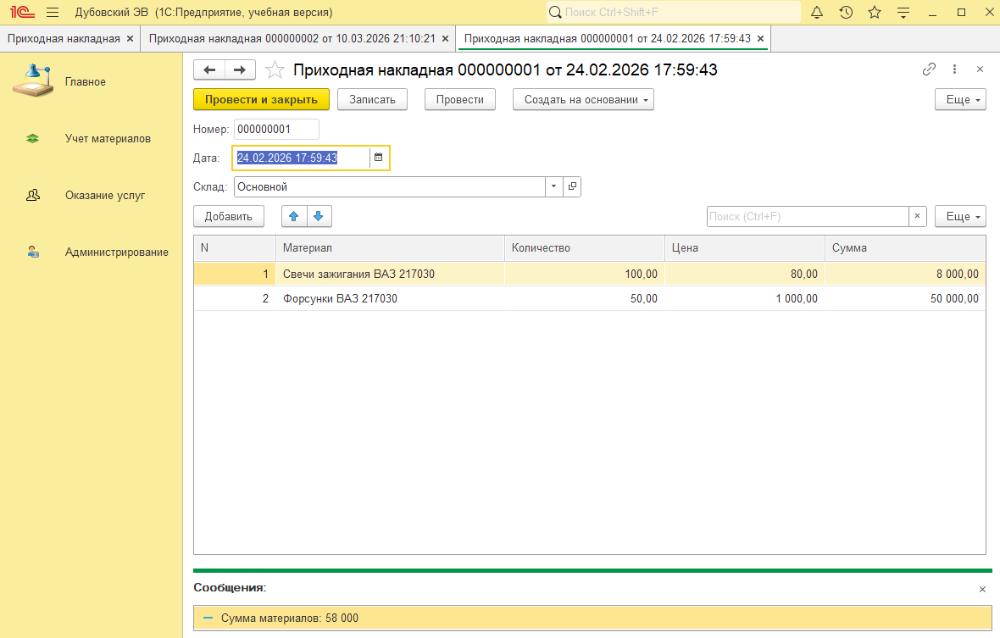 1С Дубовский ЭВ (1С:Предприятие, учебная версия) Поиск Ctrl+Shift+F
Приходная накладная × Приходная накладная 000000002 от 10.03.2026 21:10:21 × Приходная накладная 000000001 от 24.02.2026 17:59:43 ×
Главное
Учет материалов
Оказание услуг
Администрирование
Приходная накладная 000000001 от 24.02.2026 17:59:43
Провести и закрыть Записать Провести Создать на основании Еще
Номер: 000000001
Дата: 24.02.2026 17:59:43
Склад: Основной
Добавить Поиск (Ctrl+F) × Еще
N Материал Количество Цена Сумма
1 Свечи зажигания ВАЗ 217030 100,00 80,00 8 000,00
2 Форсунки ВАЗ 217030 50,00 1 000,00 50 000,00
Сообщения:
Сумма материалов: 58 000